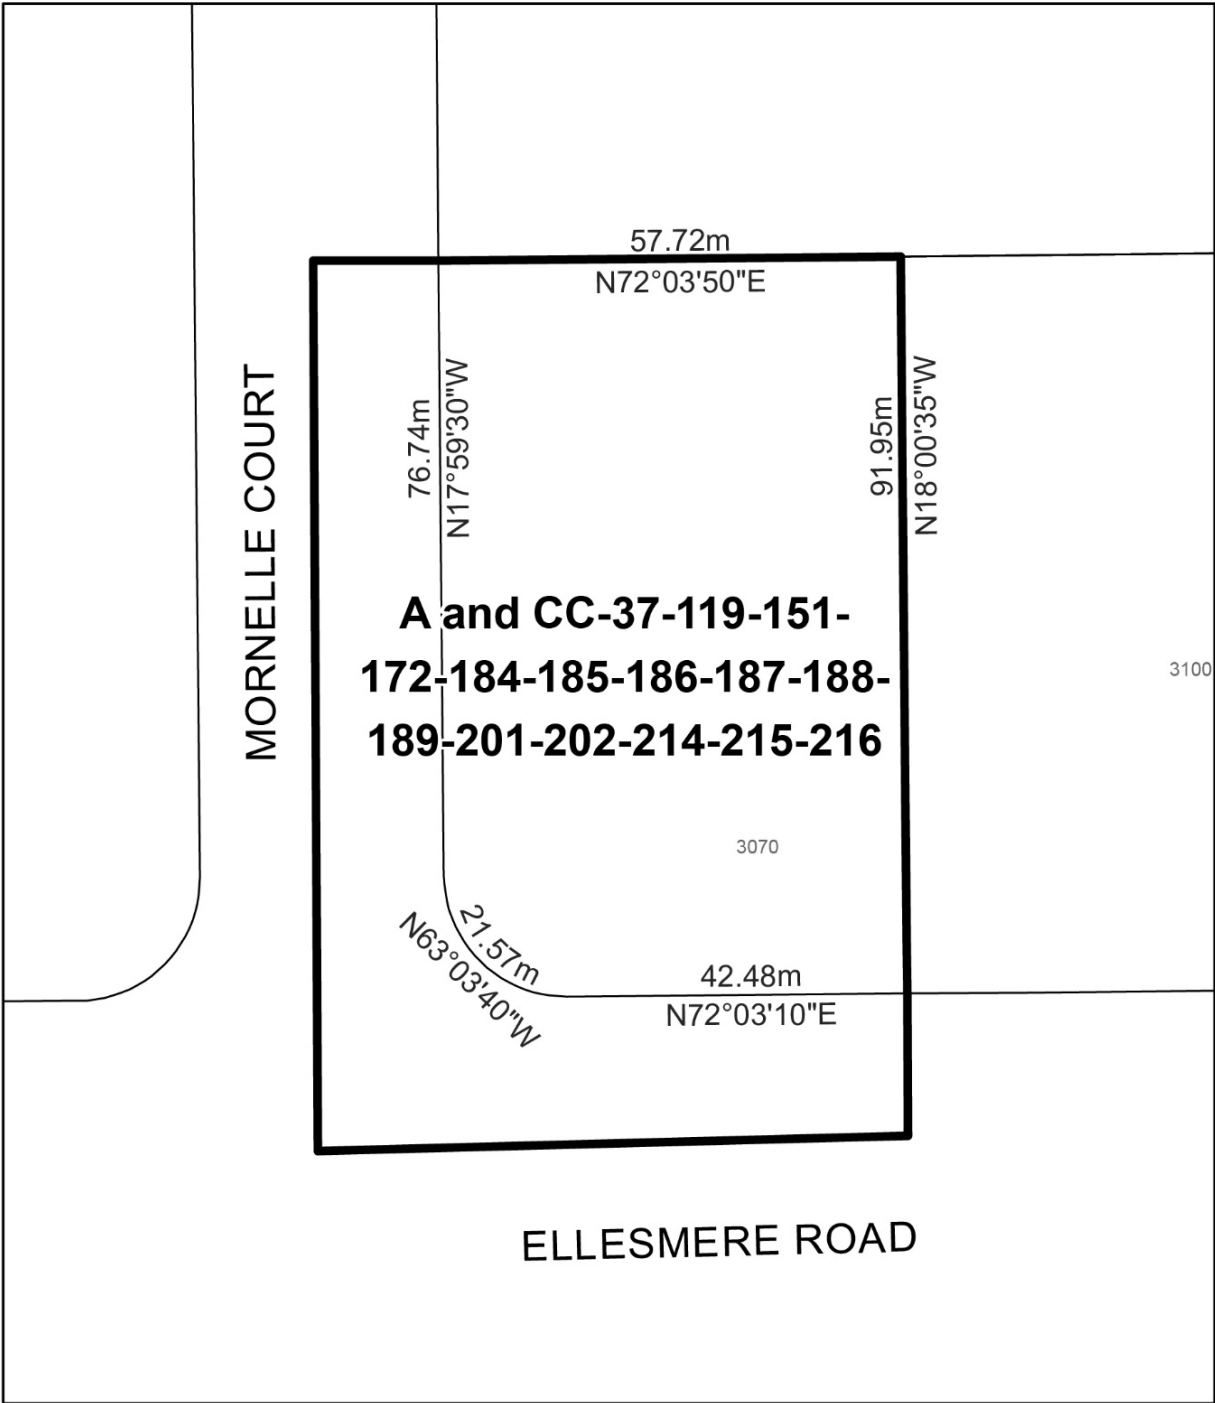 57.72m
N72°03'50"E
MORNELLE COURT
76.74m
N17°59'30"W
91.95m
N18°00'35"W
A and CC-37-119-151-
172-184-185-186-187-188-
189-201-202-214-215-216
3100
3070
21.57m
N63°03'40"W
42.48m
N72°03'10"E
ELLESMERE ROAD